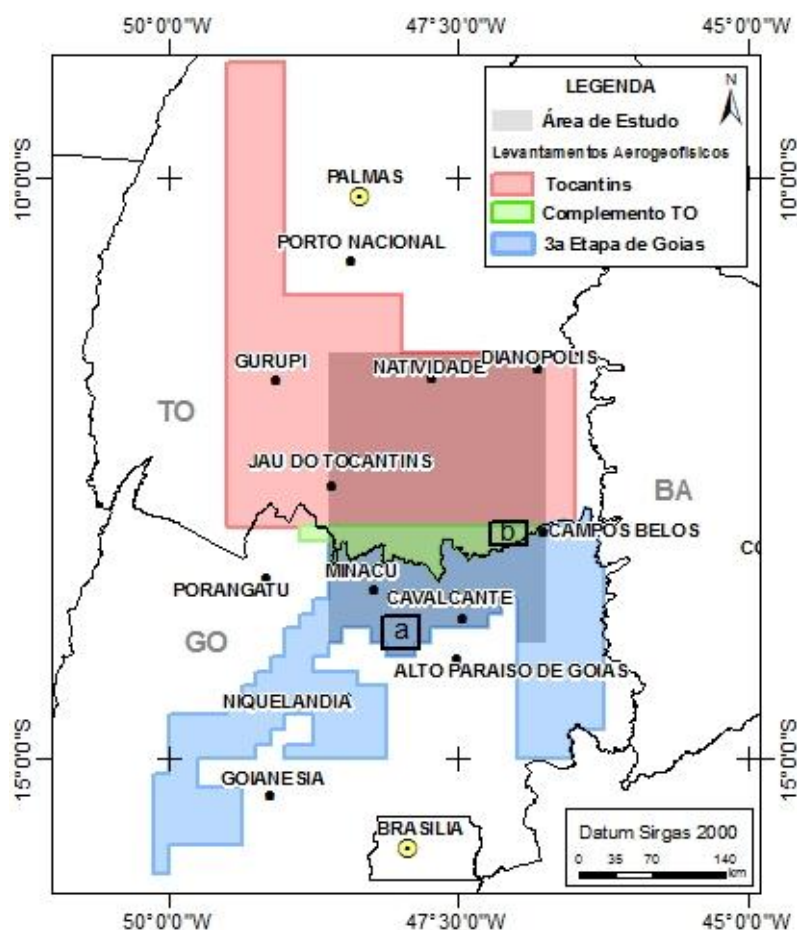 50°0'0"W 47°30'0"W 45°0'0"W
LEGENDA
N
Área de Estudo
Levantamentos Aerogeofisicos
Tocantins
Complemento TO
3a Etapa de Goias
10°0'0"S
10°0'0"S
PALMAS
PORTO NACIONAL
GURUPI
NATIVIDADE
DIANOPOLIS
TO
JAU DO TOCANTINS
BA
b
CAMPOS BELOS
CO
MINACU
PORANGATU
CAVALCANTE
GO
a
ALTO PARAISO DE GOIAS
NIQUELANDIA
15°0'0"S
15°0'0"S
GOIANESIA
BRASILIA
Datum Sirgas 2000
0 35 70 140
km
50°0'0"W 47°30'0"W 45°0'0"W